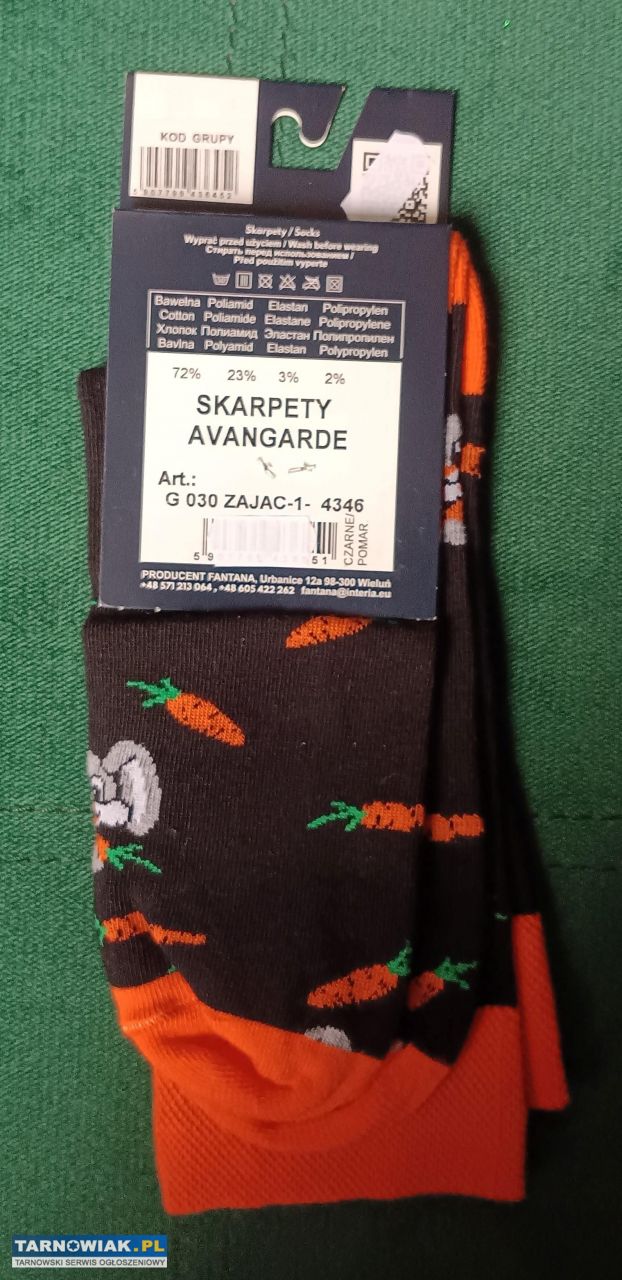 KOD GRUPY
Skarpety / Socks
Wyprać przed użyciem / Wash before wearing
Стирать перед использованием /
Před použitím vyperte
Bawełna Poliamid Elastan Polipropylen
Cotton Poliamide Elastane Polipropylene
Хлопок Полиамид Эластан Полипропилен
Bavlna Polyamid Elastan Polypropylen
72% 23% 3% 2%
SKARPETY
AVANGARDE
Art.:
G 030 ZAJAC-1- 4346
CZARNE/
POMAR
PRODUCENT FANTANA, Urbanice 12a 98-300 Wieluń
+48 571 213 064 , +48 605 422 262 fantana@interia.eu
TARNOWIAK.PL
TARNOWSKI SERWIS OGŁOSZENIOWY